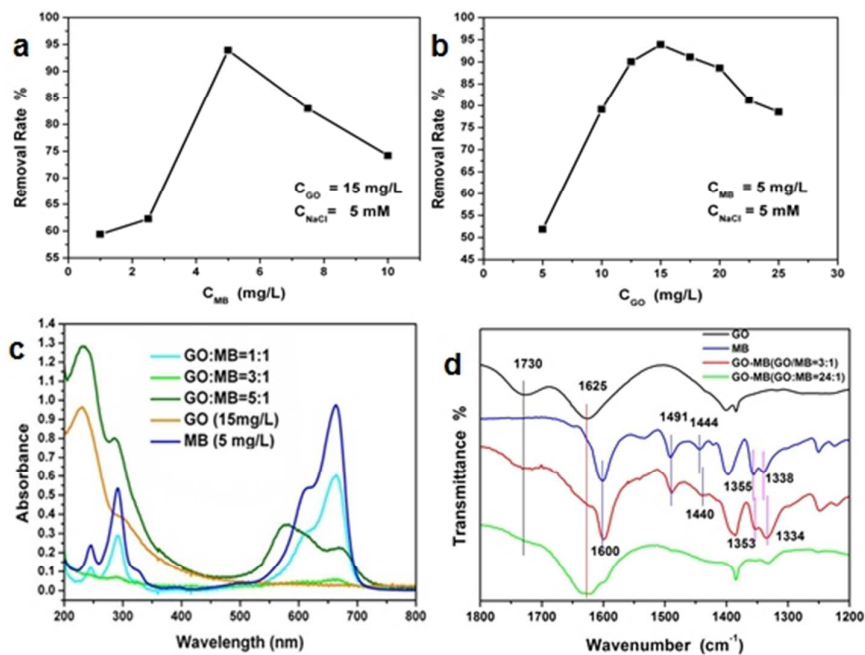 a
95
90
85
80
75
70
65
60
55
Removal Rate %
0 2 4 6 8 10
C_MB (mg/L)
C_GO = 15 mg/L
C_NaCl = 5 mM
b
100
95
90
85
80
75
70
65
60
55
50
45
Removal Rate %
0 5 10 15 20 25 30
C_GO (mg/L)
C_MB = 5 mg/L
C_NaCl = 5 mM
c
1.4
1.3
1.2
1.1
1.0
0.9
0.8
0.7
0.6
0.5
0.4
0.3
0.2
0.1
0.0
Absorbance
200 300 400 500 600 700 800
Wavelength (nm)
GO:MB=1:1
GO:MB=3:1
GO:MB=5:1
GO (15mg/L)
MB (5 mg/L)
d
GO
MB
GO-MB(GO/MB=3:1)
GO-MB(GO:MB=24:1)
1730
1625
1491 1444
1355 1338
1440
1600
1353 1334
Transmittance %
1800 1700 1600 1500 1400 1300 1200
Wavenumber (cm⁻¹)